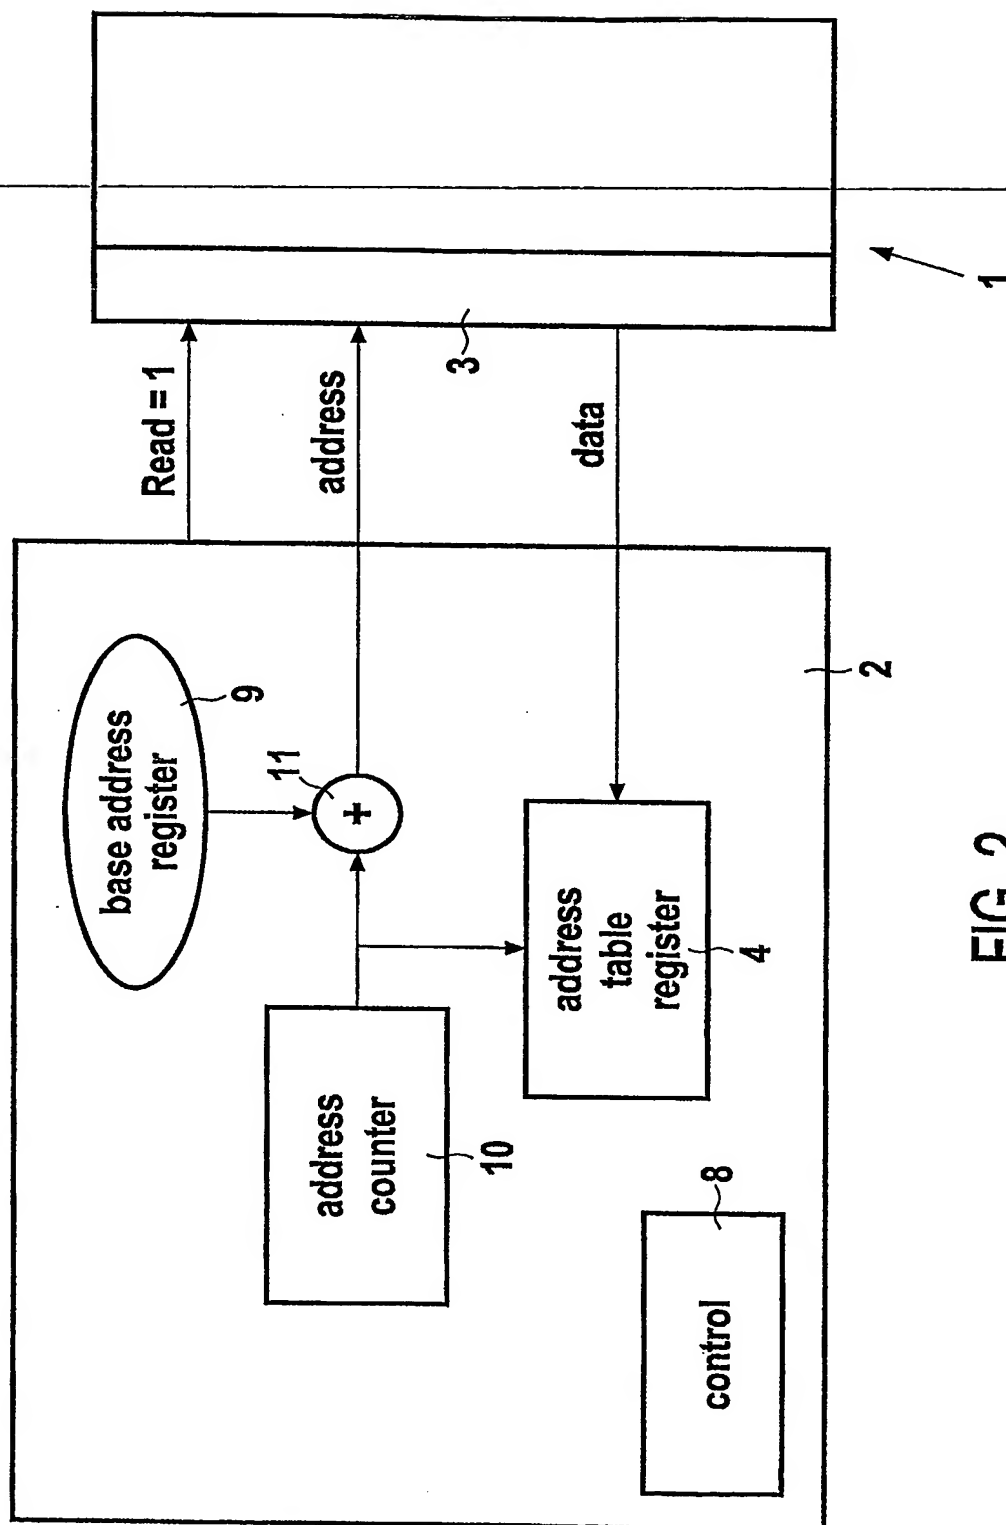 base address
register
9
Read = 1
11
+
address
address
counter
10
address
table
register
4
data
3
control
8
2
1
FIG. 2